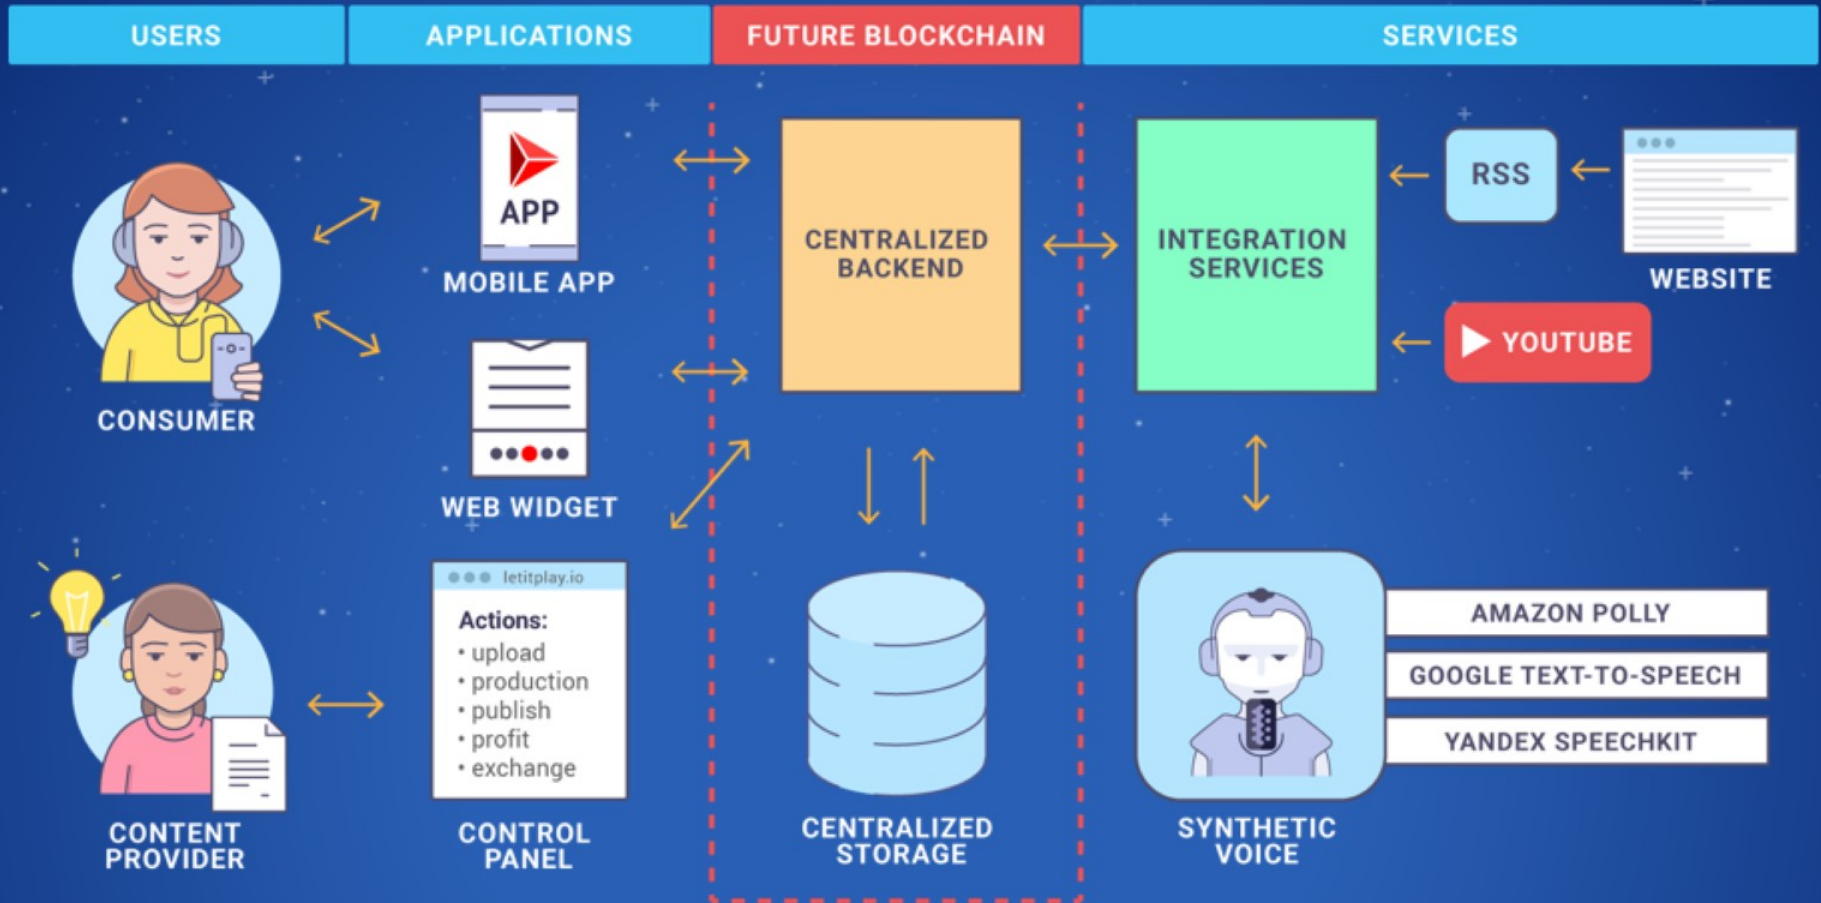 USERS
APPLICATIONS
FUTURE BLOCKCHAIN
SERVICES
APP
MOBILE APP
CENTRALIZED
BACKEND
INTEGRATION
SERVICES
RSS
WEBSITE
YOUTUBE
CONSUMER
WEB WIDGET
letitplay.io
Actions:
• upload
• production
• publish
• profit
• exchange
AMAZON POLLY
GOOGLE TEXT-TO-SPEECH
YANDEX SPEECHKIT
CONTENT
PROVIDER
CONTROL
PANEL
CENTRALIZED
STORAGE
SYNTHETIC
VOICE